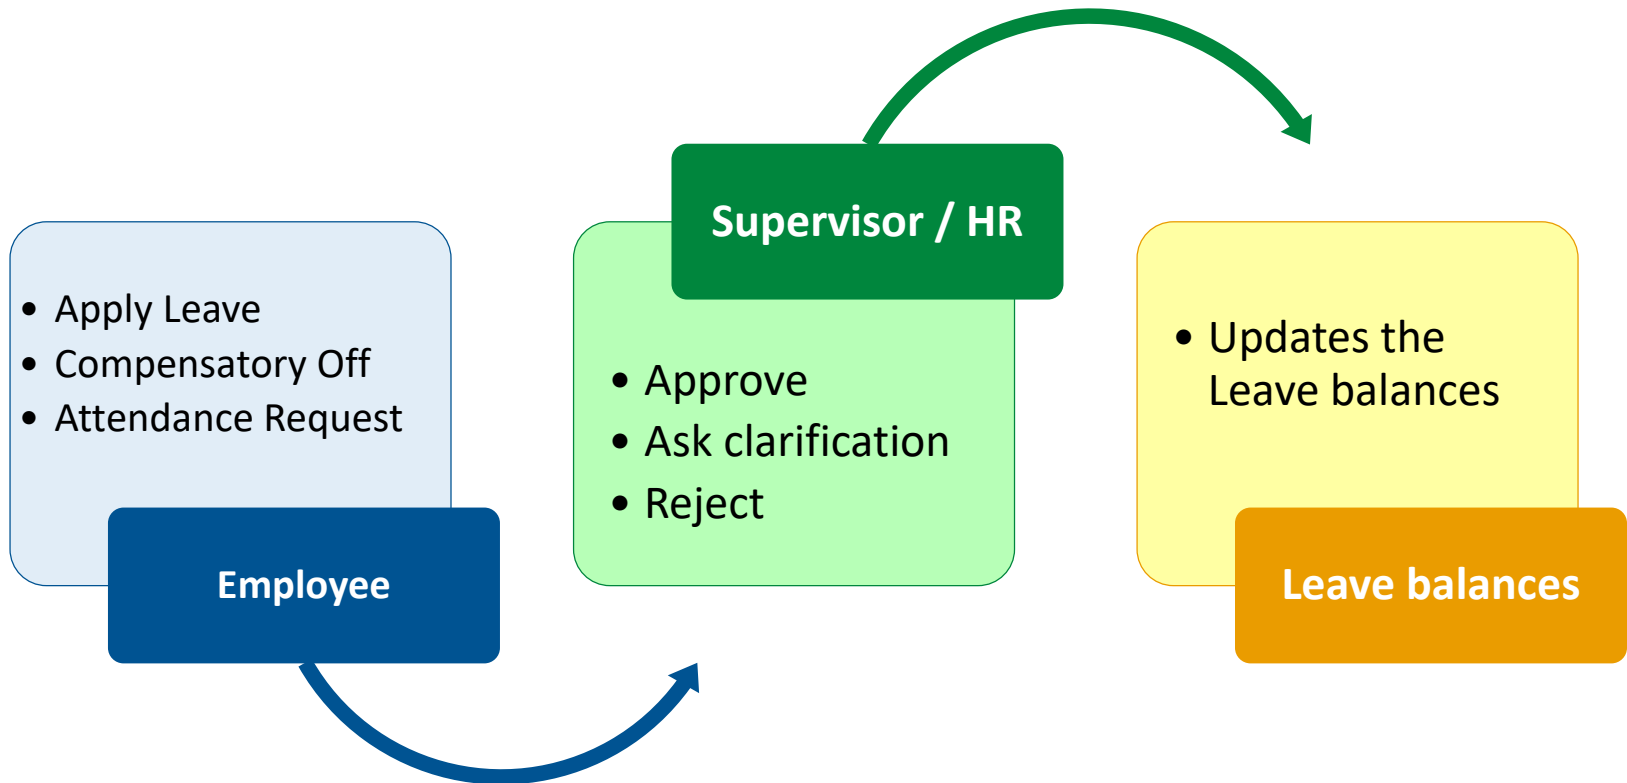 • Apply Leave
• Compensatory Off
• Attendance Request
Employee
Supervisor / HR
• Approve
• Ask clarification
• Reject
• Updates the
Leave balances
Leave balances